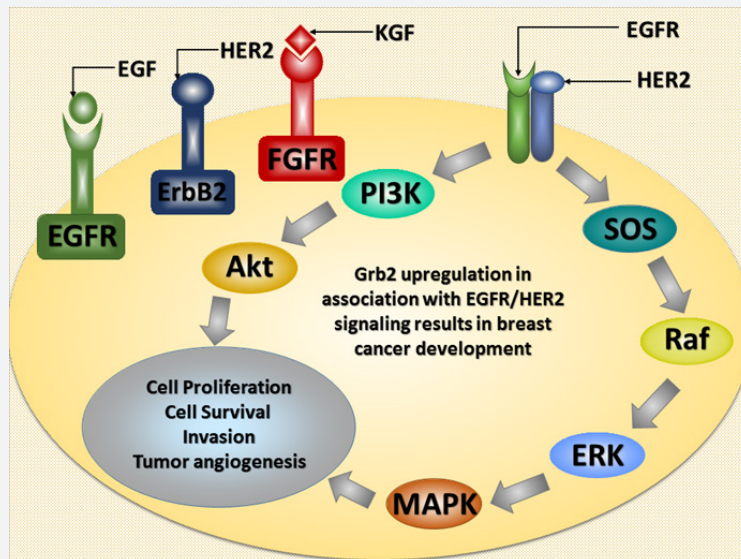 EGF
HER2
KGF
EGFR
HER2
EGFR
ErbB2
FGFR
PI3K
SOS
Akt
Raf
Grb2 upregulation in
association with EGFR/HER2
signaling results in breast
cancer development
Cell Proliferation
Cell Survival
Invasion
Tumor angiogenesis
ERK
MAPK